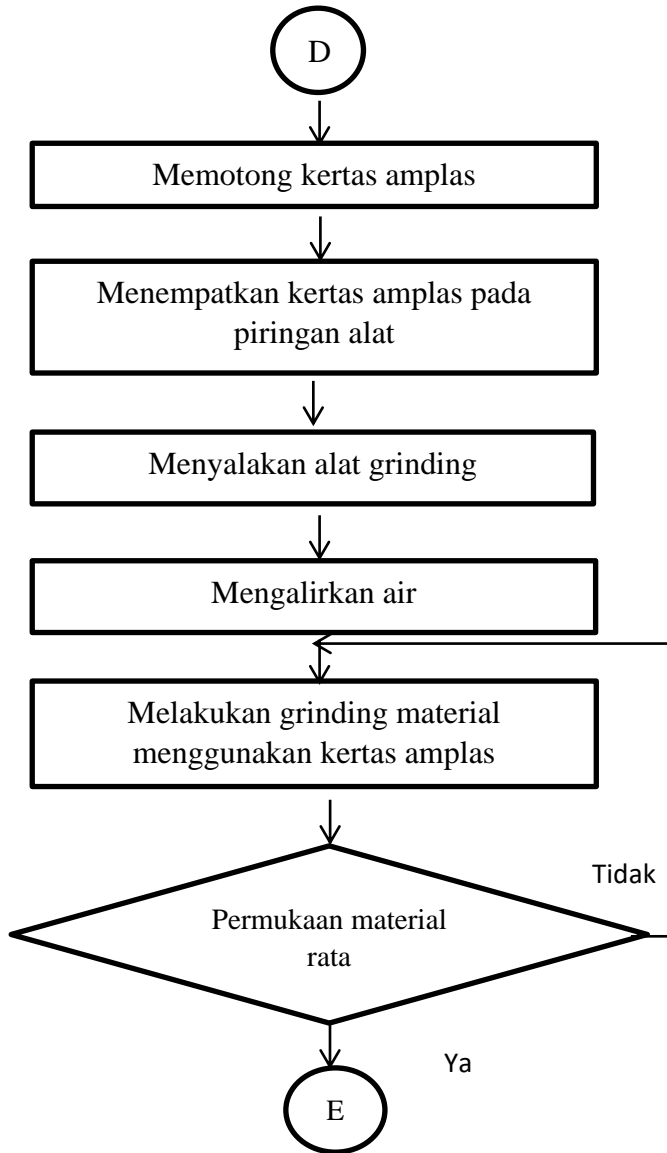 D
Memotong kertas amplas
Menempatkan kertas amplas pada
piringan alat
Menyalakan alat grinding
Mengalirkan air
Melakukan grinding material
menggunakan kertas amplas
Tidak
Permukaan material
rata
Ya
E